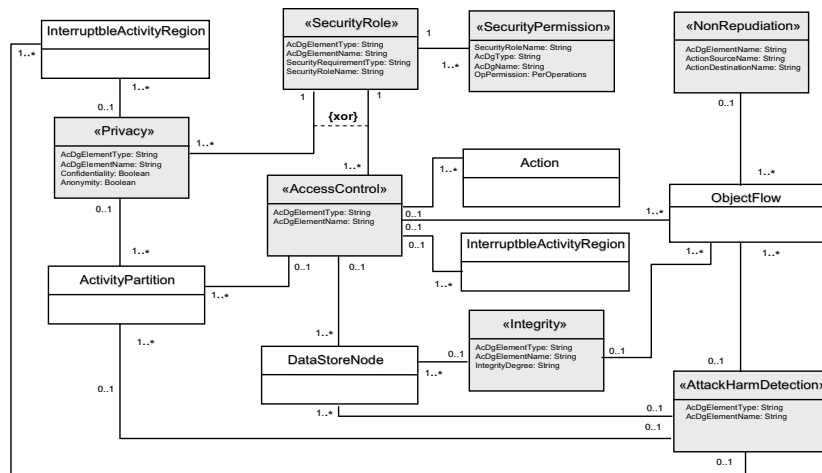 «SecurityRole»
AcDgElementType: String
AcDgElementName: String
SecurityRequirementType: String
SecurityRoleName: String
«SecurityPermission»
SecurityRoleName: String
AcDgType: String
AcDgName: String
OpPermission: PerOperations
«NonRepudiation»
AcDgElementName: String
ActionSourceName: String
ActionDestinationName: String
InterruptbleActivityRegion
1..*
1..*
0..1
1
1..*
1
1
{xor}
1..*
1..*
0..1
«Privacy»
AcDgElementType: String
AcDgElementName: String
Confidentiality: Boolean
Anonymity: Boolean
0..1
1..*
«AccessControl»
AcDgElementType: String
AcDgElementName: String
0..1
0..1
0..1
0..1
0..1
Action
1..*
1..*
1..*
ObjectFlow
1..*
1..*
InterruptbleActivityRegion
1..*
ActivityPartition
1..*
1..*
0..1
1..*
DataStoreNode
1..*
1..*
0..1
«Integrity»
AcDgElementType: String
AcDgElementName: String
IntegrityDegree: String
0..1
0..1
«AttackHarmDetection»
AcDgElementType: String
AcDgElementName: String
0..1
0..1
0..1